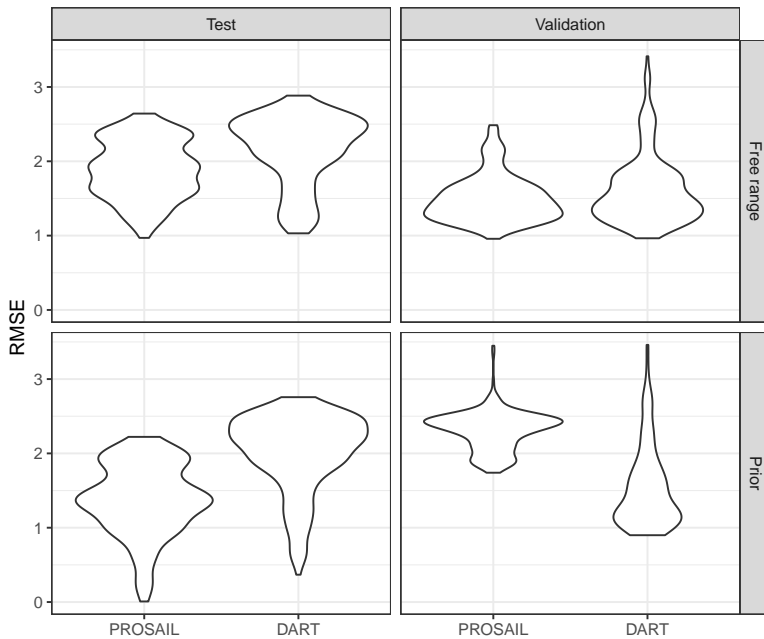 Test
Validation
3
2
1
0
Free range
RMSE
3
2
1
0
Prior
PROSAIL
DART
PROSAIL
DART